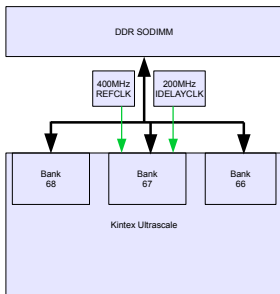 DDR SODIMM
400MHz
REFCLK
200MHz
IDELAYCLK
Bank
68
Bank
67
Bank
66
Kintex Ultrascale